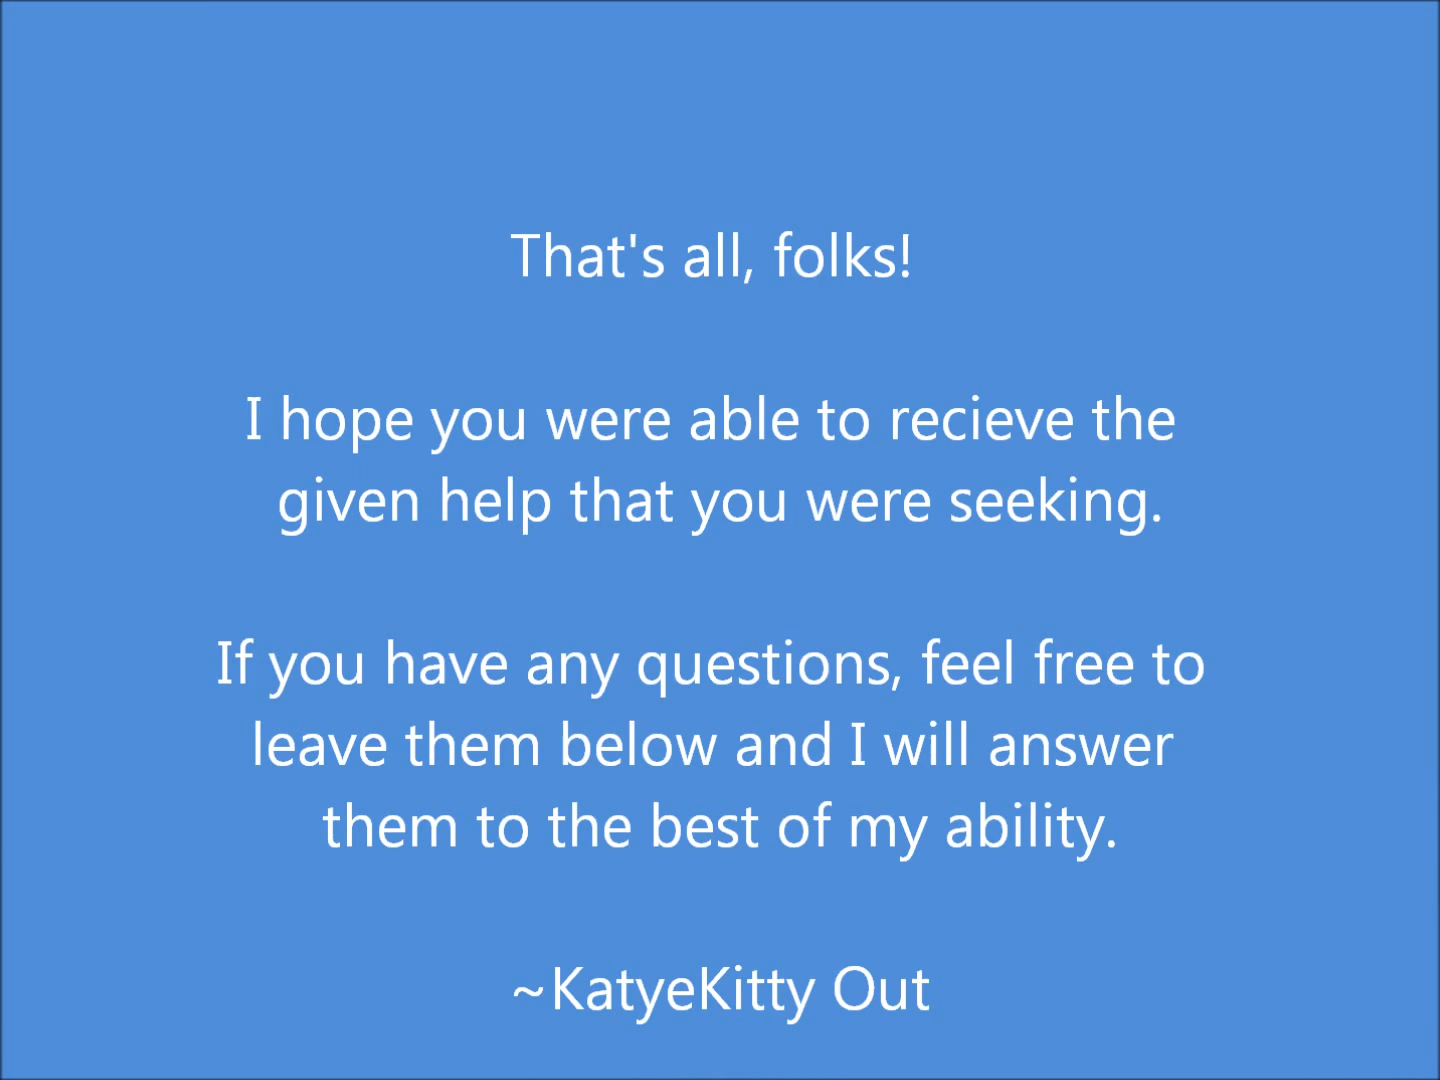 That's all, folks!
I hope you were able to recieve the
given help that you were seeking.
If you have any questions, feel free to
leave them below and I will answer
them to the best of my ability.
~KatyeKitty Out